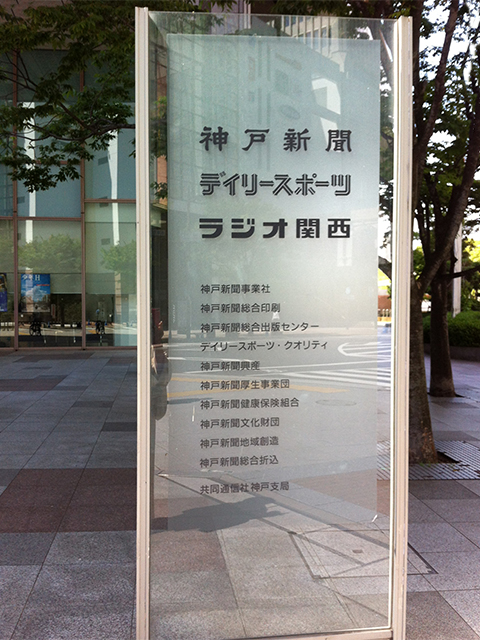 神戸新聞
デイリースポーツ
ラジオ関西
神戸新聞事業社
神戸新聞総合印刷
神戸新聞総合出版センター
デイリースポーツ・クオリティ
神戸新聞興産
神戸新聞厚生事業団
神戸新聞健康保険組合
神戸新聞文化財団
神戸新聞地域創造
神戸新聞総合折込
共同通信社神戸支局